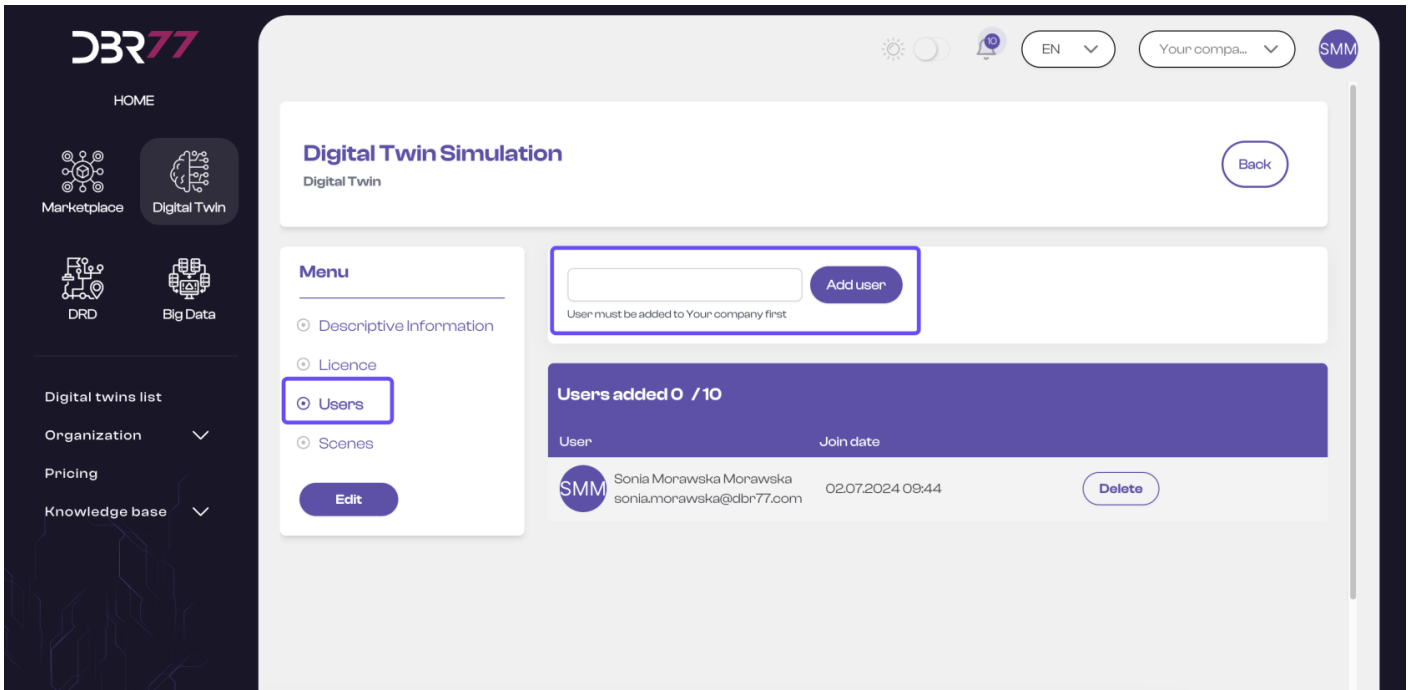 DBR77
HOME
Marketplace
Digital Twin
DRD
Big Data
Digital twins list
Organization
Pricing
Knowledge base
10
EN
Your compa...
SMM
Digital Twin Simulation
Digital Twin
Back
Menu
Descriptive Information
Licence
Users
Scenes
Edit
Add user
User must be added to Your company first
Users added 0 / 10
User Join date
SMM
Sonia Morawska Morawska
sonia.morawska@dbr77.com
02.07.2024 09:44
Delete